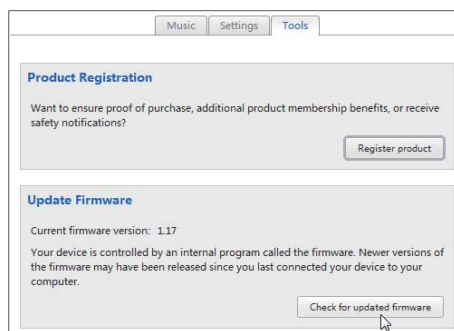 Music Settings Tools
Product Registration
Want to ensure proof of purchase, additional product membership benefits, or receive
safety notifications?
Register product
Update Firmware
Current firmware version: 1.17
Your device is controlled by an internal program called the firmware. Newer versions of
the firmware may have been released since you last connected your device to your
computer.
Check for updated firmware